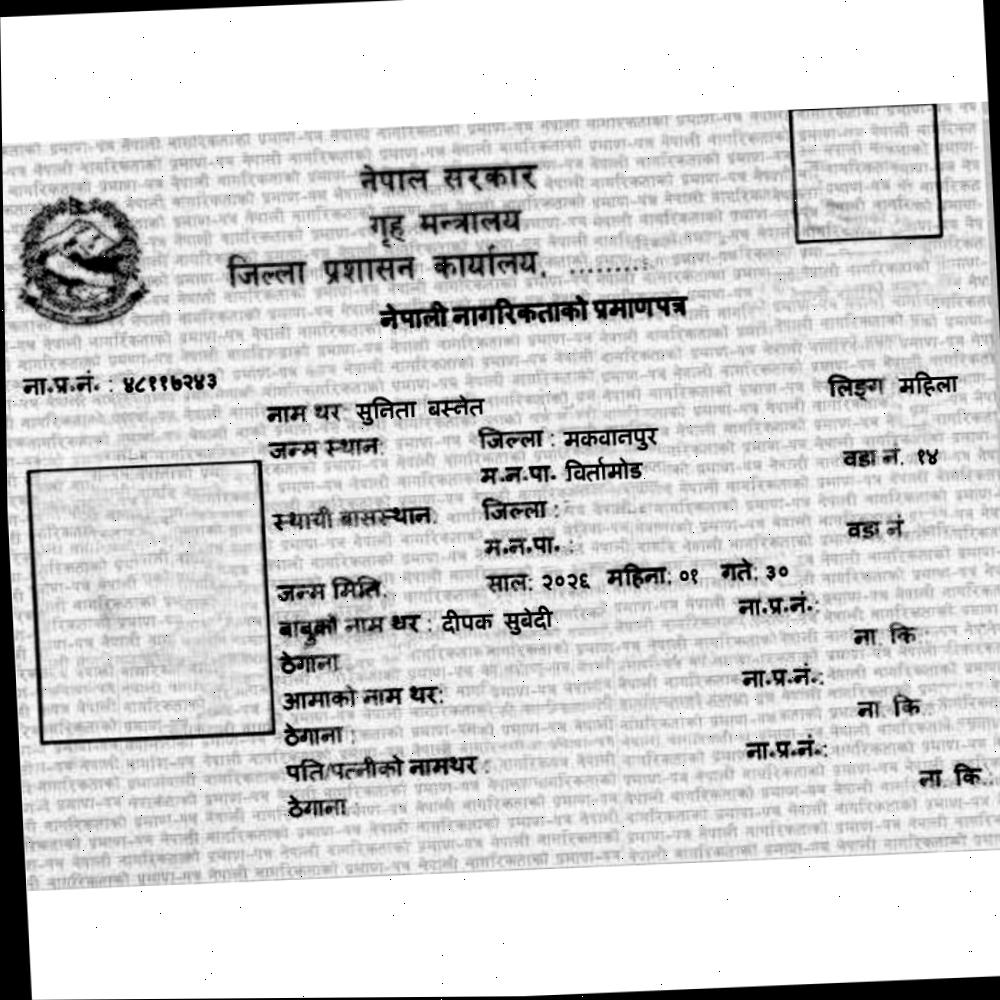 नेपाल सरकार
गृह मन्त्रालय
जिल्ला प्रशासन कार्यालय, .........
नेपाली नागरिकताको प्रमाणपत्र
ना.प्र.नं. : ४८११७२४३
लिङ्ग महिला
नाम थर: सुनिता बस्नेत
जन्म स्थान: जिल्ला : मकवानपुर
म.न.पा. विर्तामोड वडा नं. १४
स्थायी बासस्थान: जिल्ला :
म.न.पा. : वडा नं.
जन्म मिति: साल: २०२६ महिना: ०१ गते: ३०
बाबुको नाम थर : दीपक सुबेदी ना.प्र.नं.:
ठेगाना ना. कि.:
आमाको नाम थर: ना.प्र.नं.:
ठेगाना : ना. कि.
पति/पत्नीको नामथर : ना.प्र.नं.:
ठेगाना : ना. कि.: